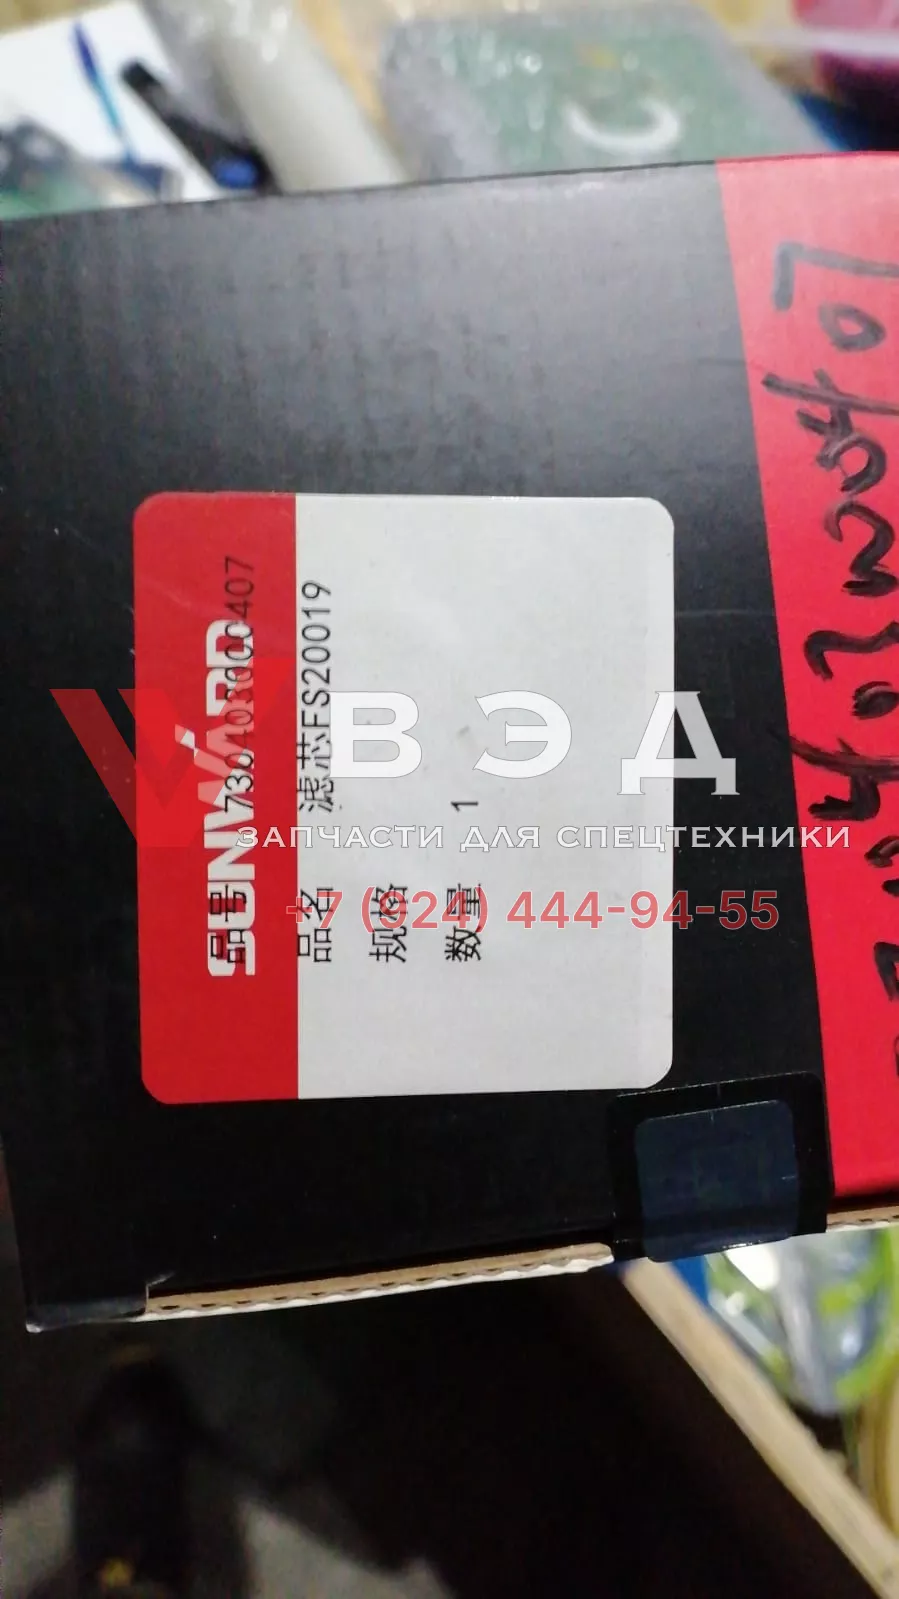 SUNWARD
品号 730403000407
品名 滤芯FS20019
规格
数量 1
ВЭД
ЗАПЧАСТИ ДЛЯ СПЕЦТЕХНИКИ
+7 (924) 444-94-55